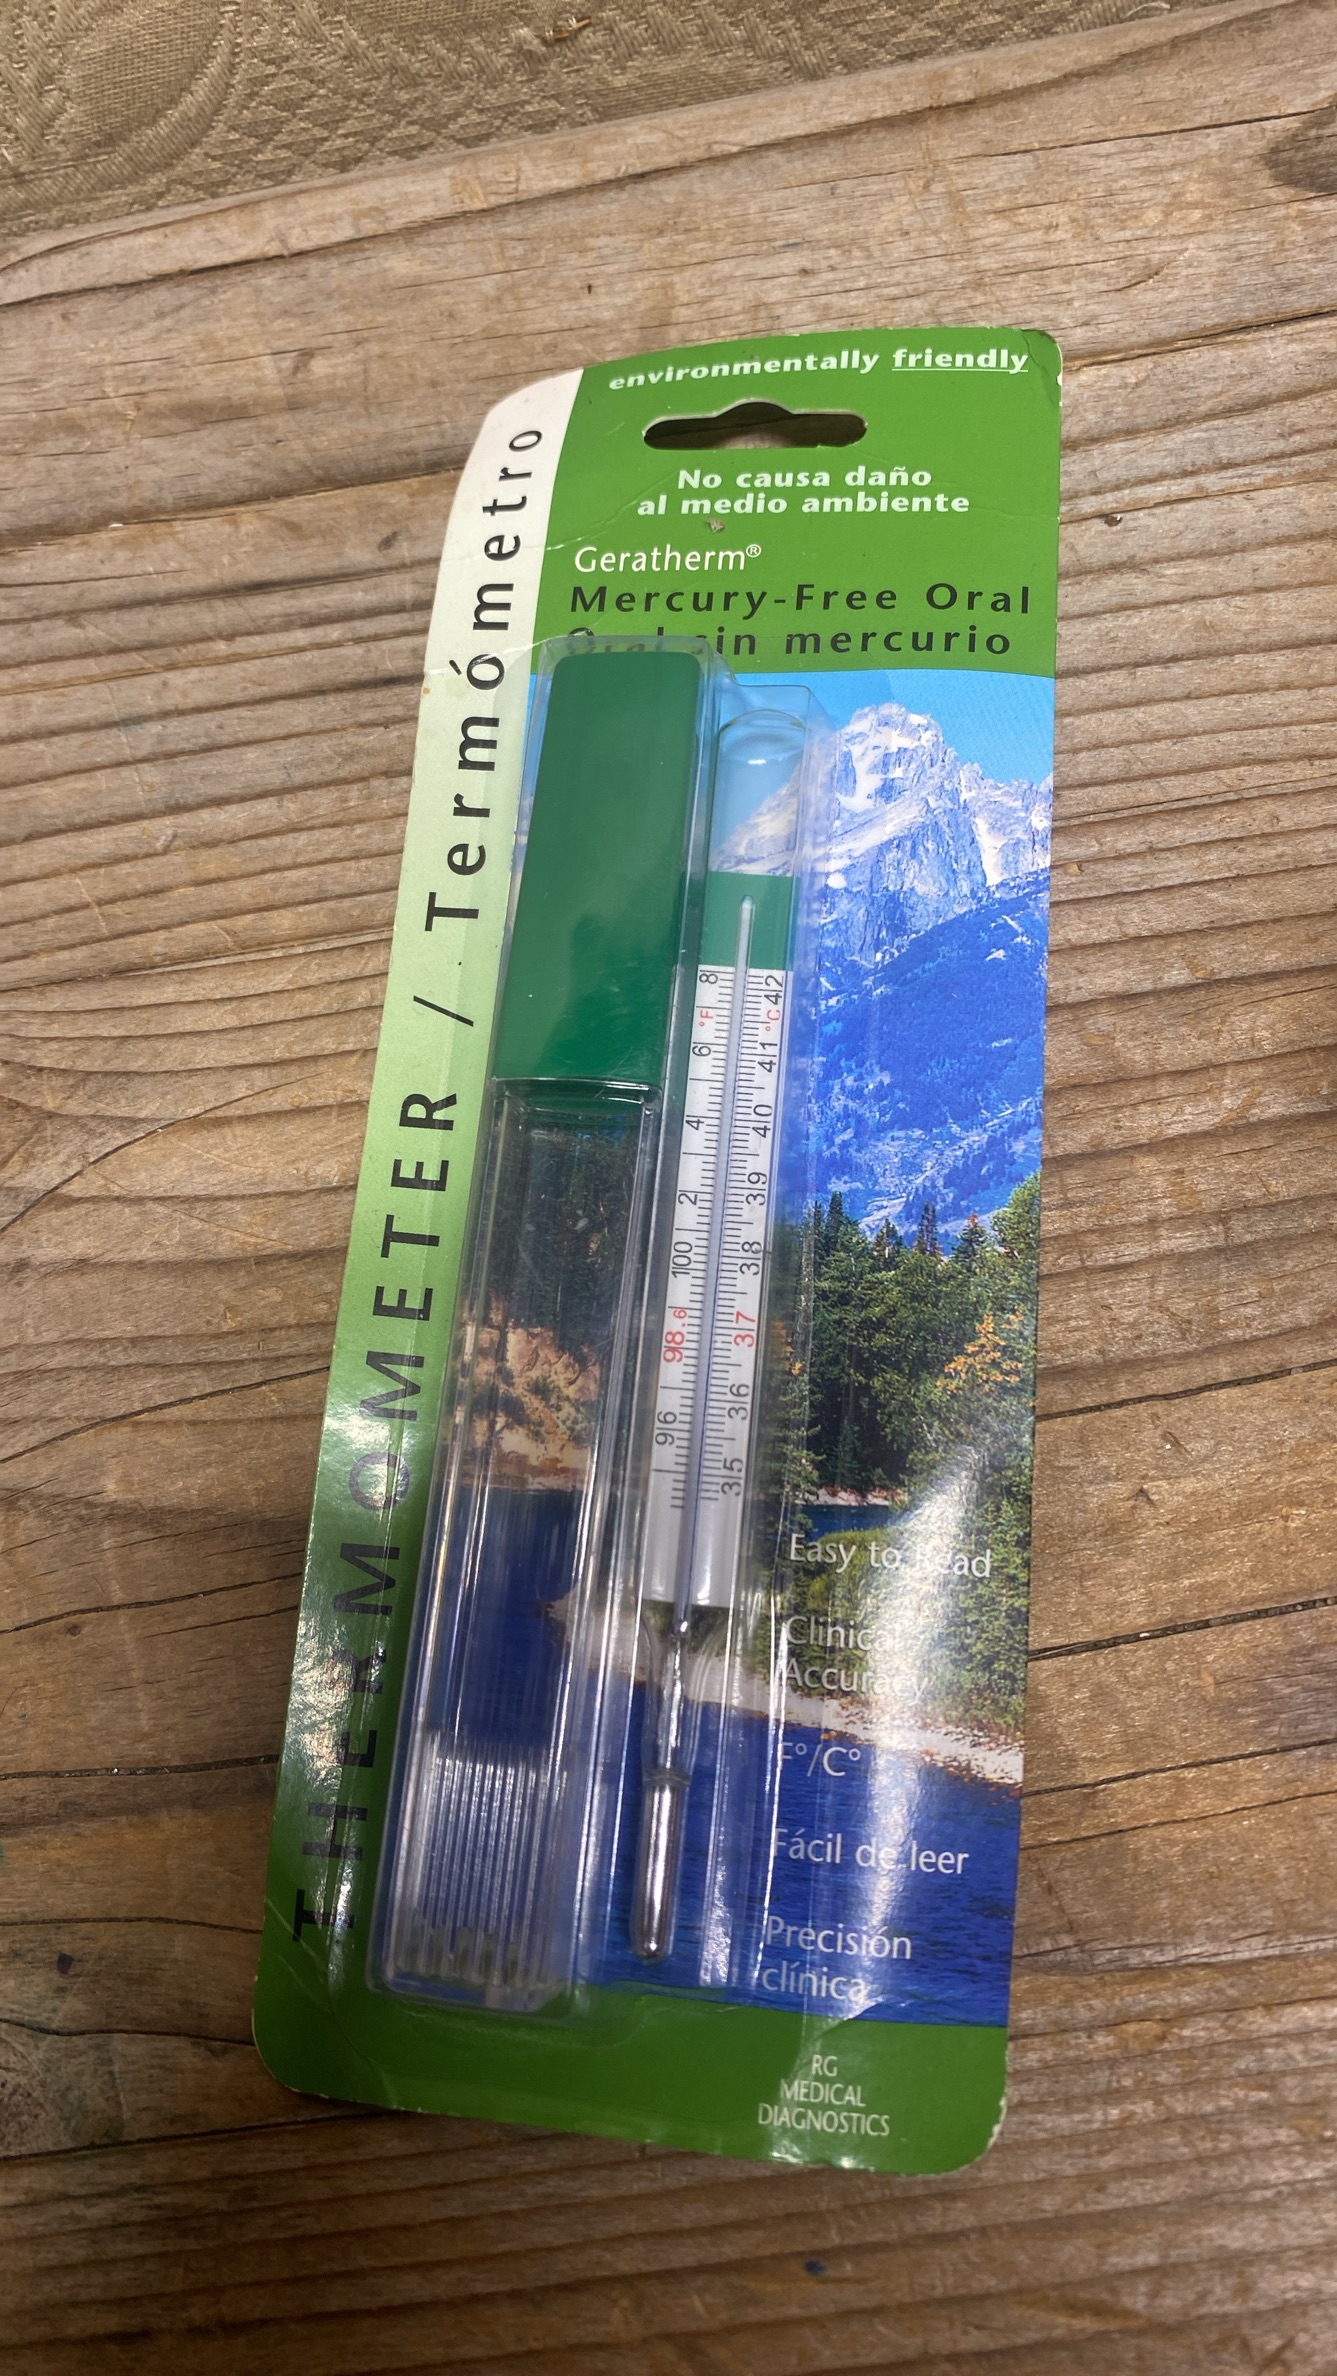 environmentally friendly
No causa daño
al medio ambiente
Geratherm®
Mercury-Free Oral
Oral sin mercurio
THERMOMETER / Termómetro
8
°F
6
4
2
100
98.6
96
42
°C
41
40
39
38
37
36
35
Easy to Read
Clinical
Accuracy
F°/C°
Fácil de leer
Precisión
clínica
RG
MEDICAL
DIAGNOSTICS